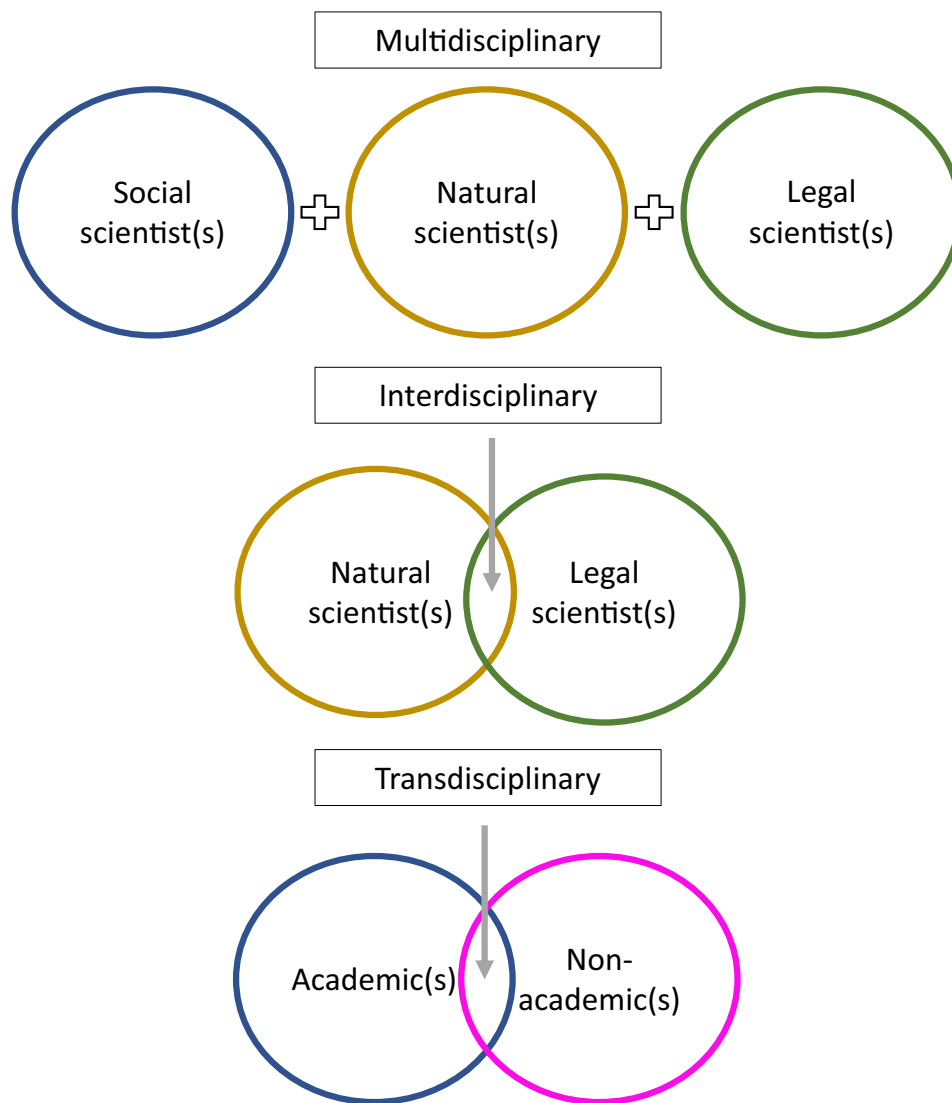 Multidisciplinary
Social
scientist(s)
Natural
scientist(s)
Legal
scientist(s)
Interdisciplinary
Natural
scientist(s)
Legal
scientist(s)
Transdisciplinary
Academic(s)
Non-
academic(s)